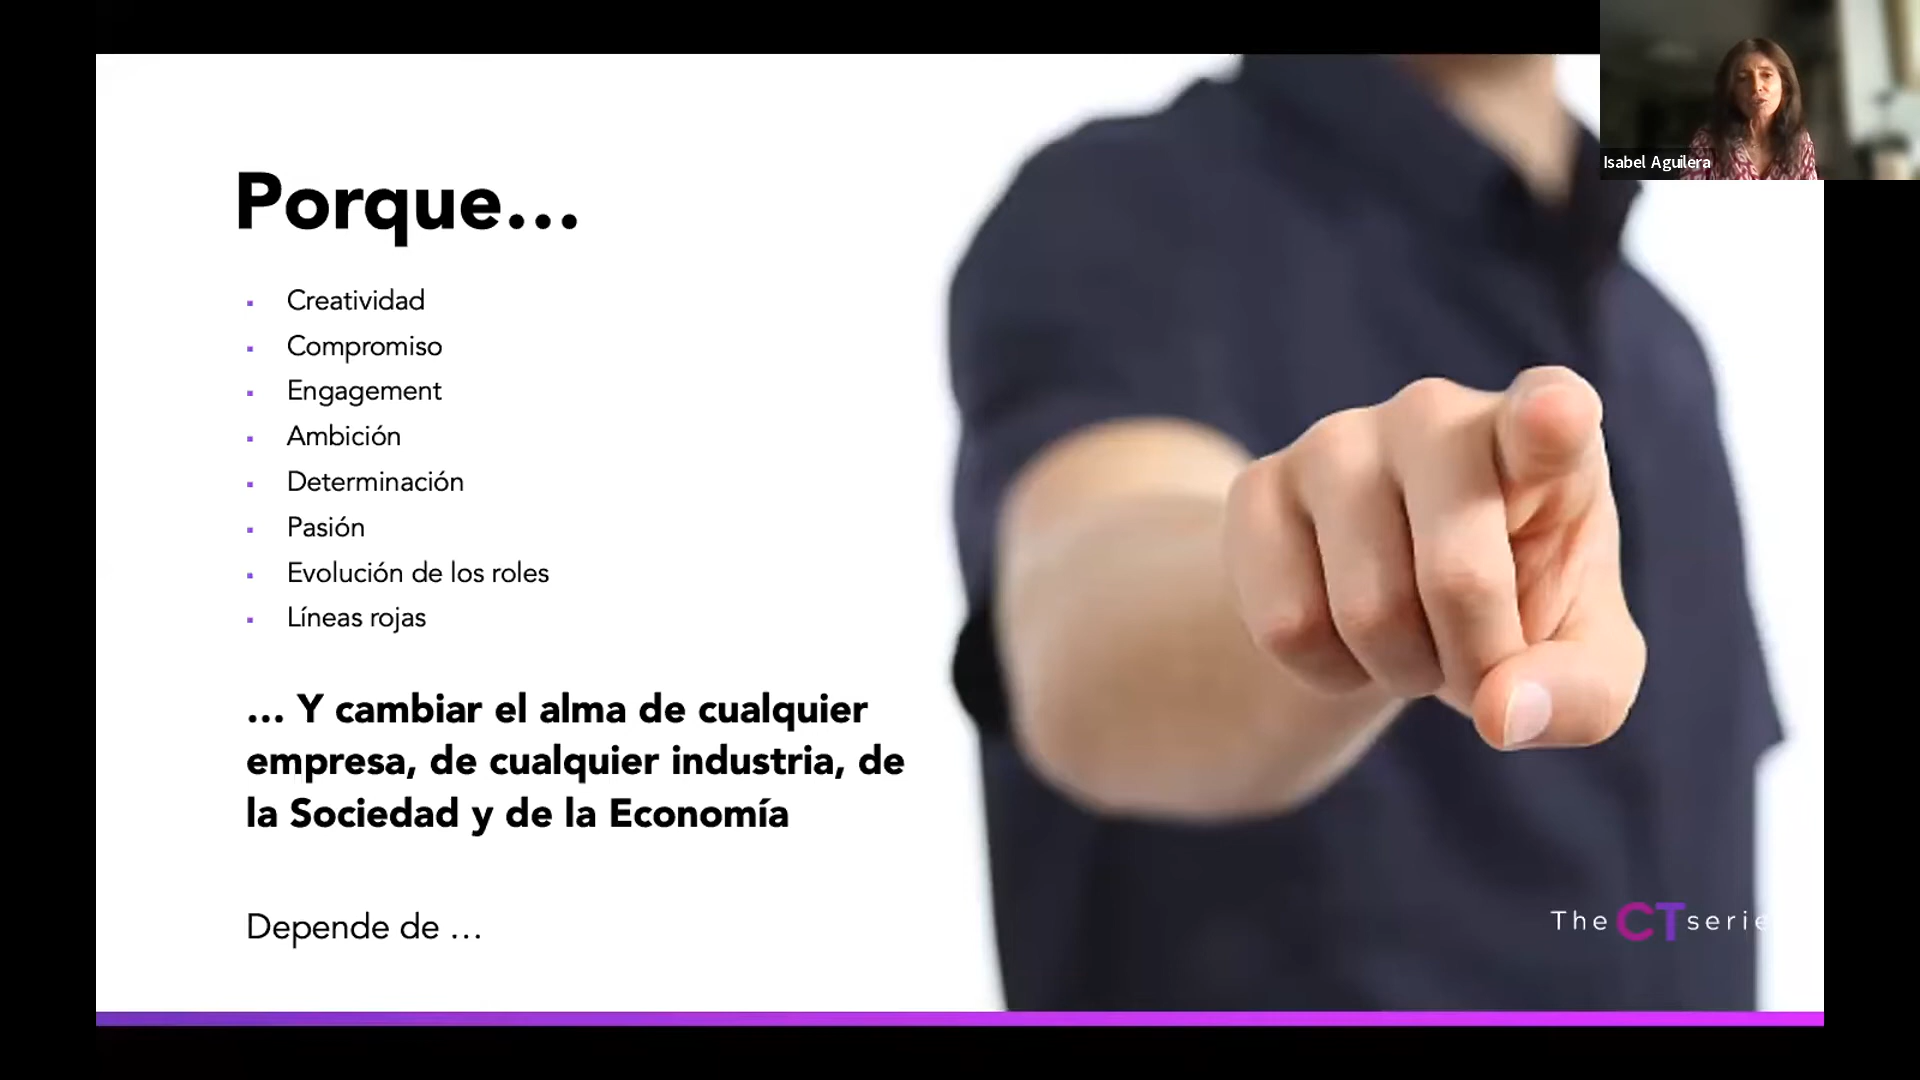 Isabel Aguilera
Porque...
▪ Creatividad
▪ Compromiso
▪ Engagement
▪ Ambición
▪ Determinación
▪ Pasión
▪ Evolución de los roles
▪ Líneas rojas
... Y cambiar el alma de cualquier
empresa, de cualquier industria, de
la Sociedad y de la Economía
Depende de ...
The CT serie